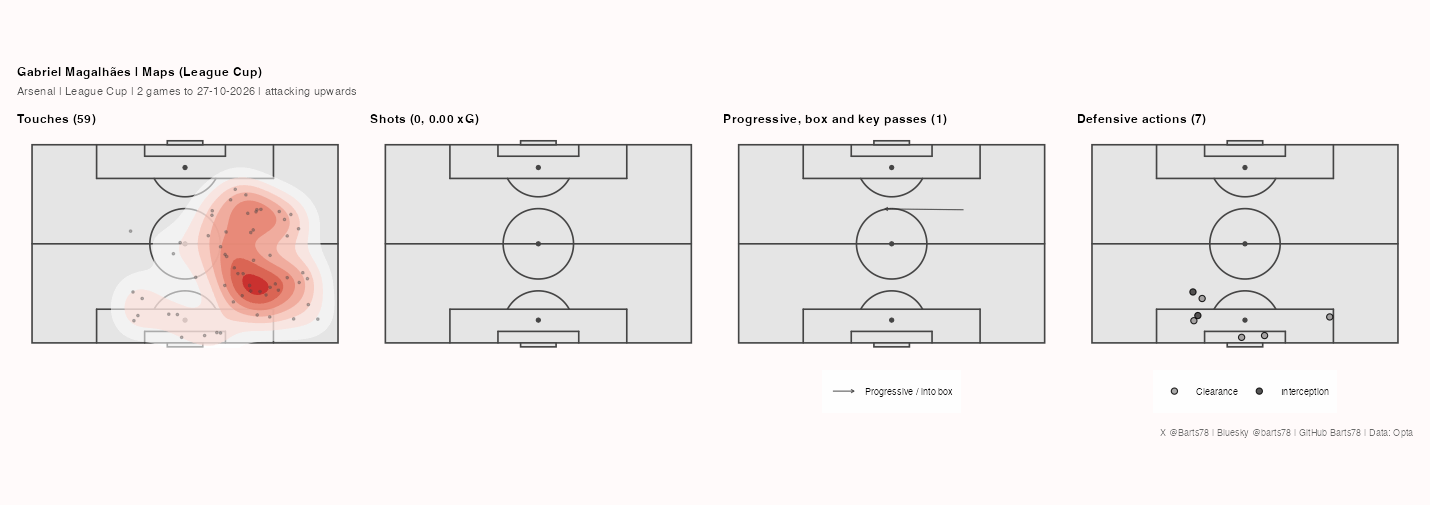 Gabriel Magalhães | Maps (League Cup)
Arsenal | League Cup | 2 games to 27-10-2026 | attacking upwards
Touches (59)
Shots (0, 0.00 xG)
Progressive, box and key passes (1)
Defensive actions (7)
Progressive / into box
Clearance
Interception
X @Barts78 | Bluesky @barts78 | GitHub Barts78 | Data: Opta